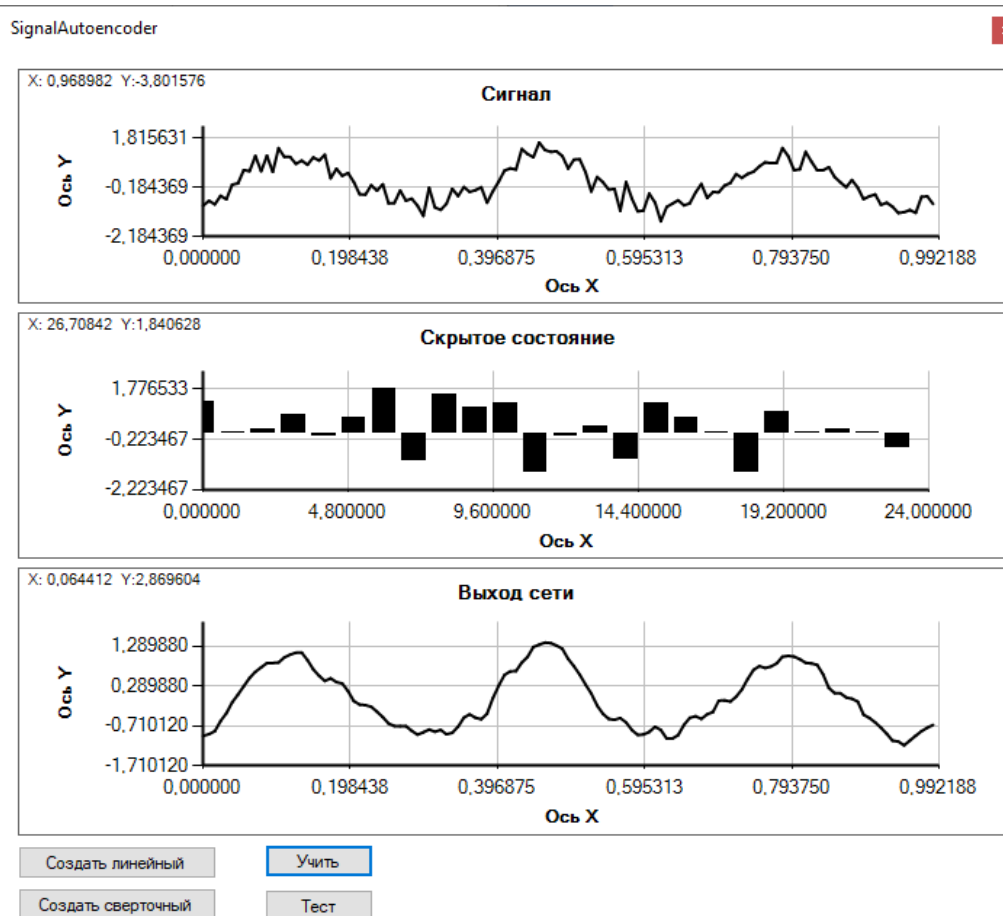 SignalAutoencoder
X: 0,968982 Y:-3,801576
Сигнал
Ось Y
1,815631
-0,184369
-2,184369
0,000000 0,198438 0,396875 0,595313 0,793750 0,992188
Ось X
X: 26,70842 Y:1,840628
Скрытое состояние
Ось Y
1,776533
-0,223467
-2,223467
0,000000 4,800000 9,600000 14,400000 19,200000 24,000000
Ось X
X: 0,064412 Y:2,869604
Выход сети
Ось Y
1,289880
0,289880
-0,710120
-1,710120
0,000000 0,198438 0,396875 0,595313 0,793750 0,992188
Ось X
Создать линейный Учить
Создать сверточный Тест